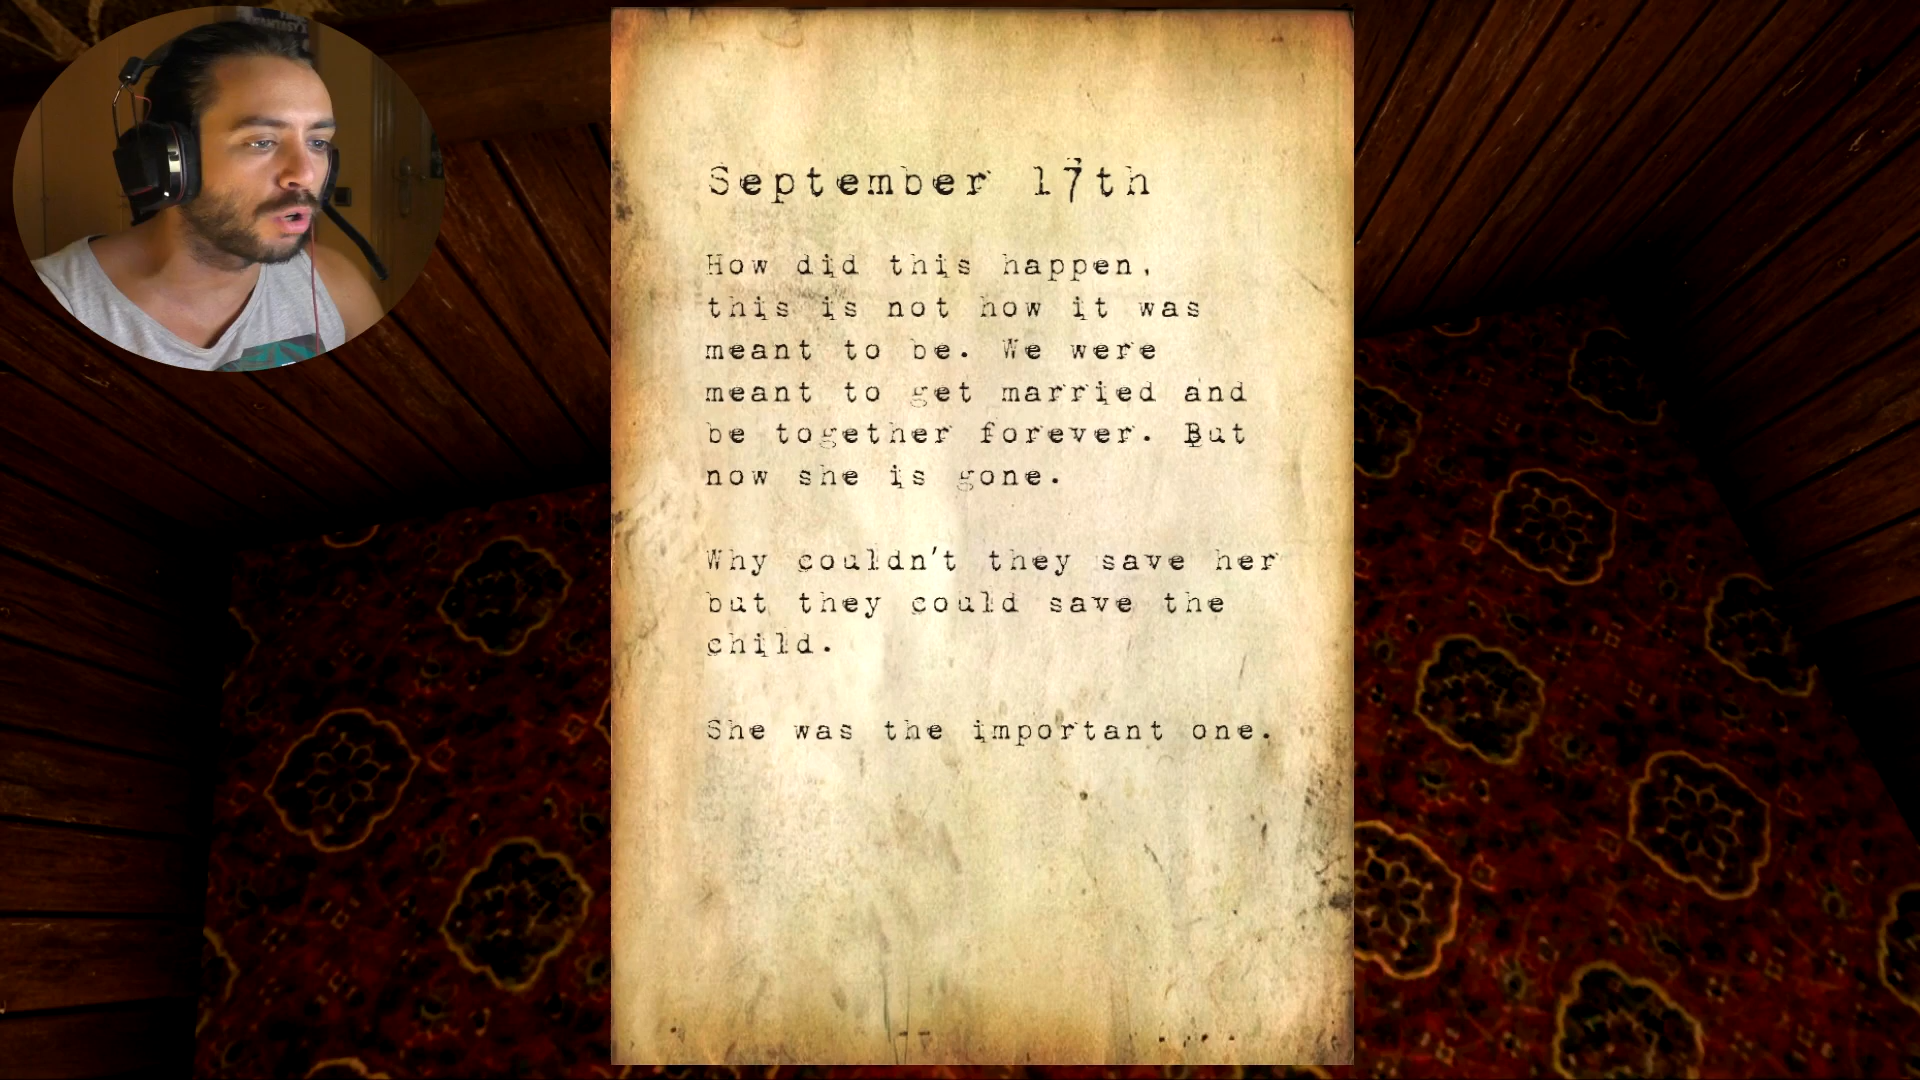 September 17th
How did this happen,
this is not how it was
meant to be. We were
meant to get married and
be together forever. But
now she is gone.
Why couldn't they save her
but they could save the
child.
She was the important one.